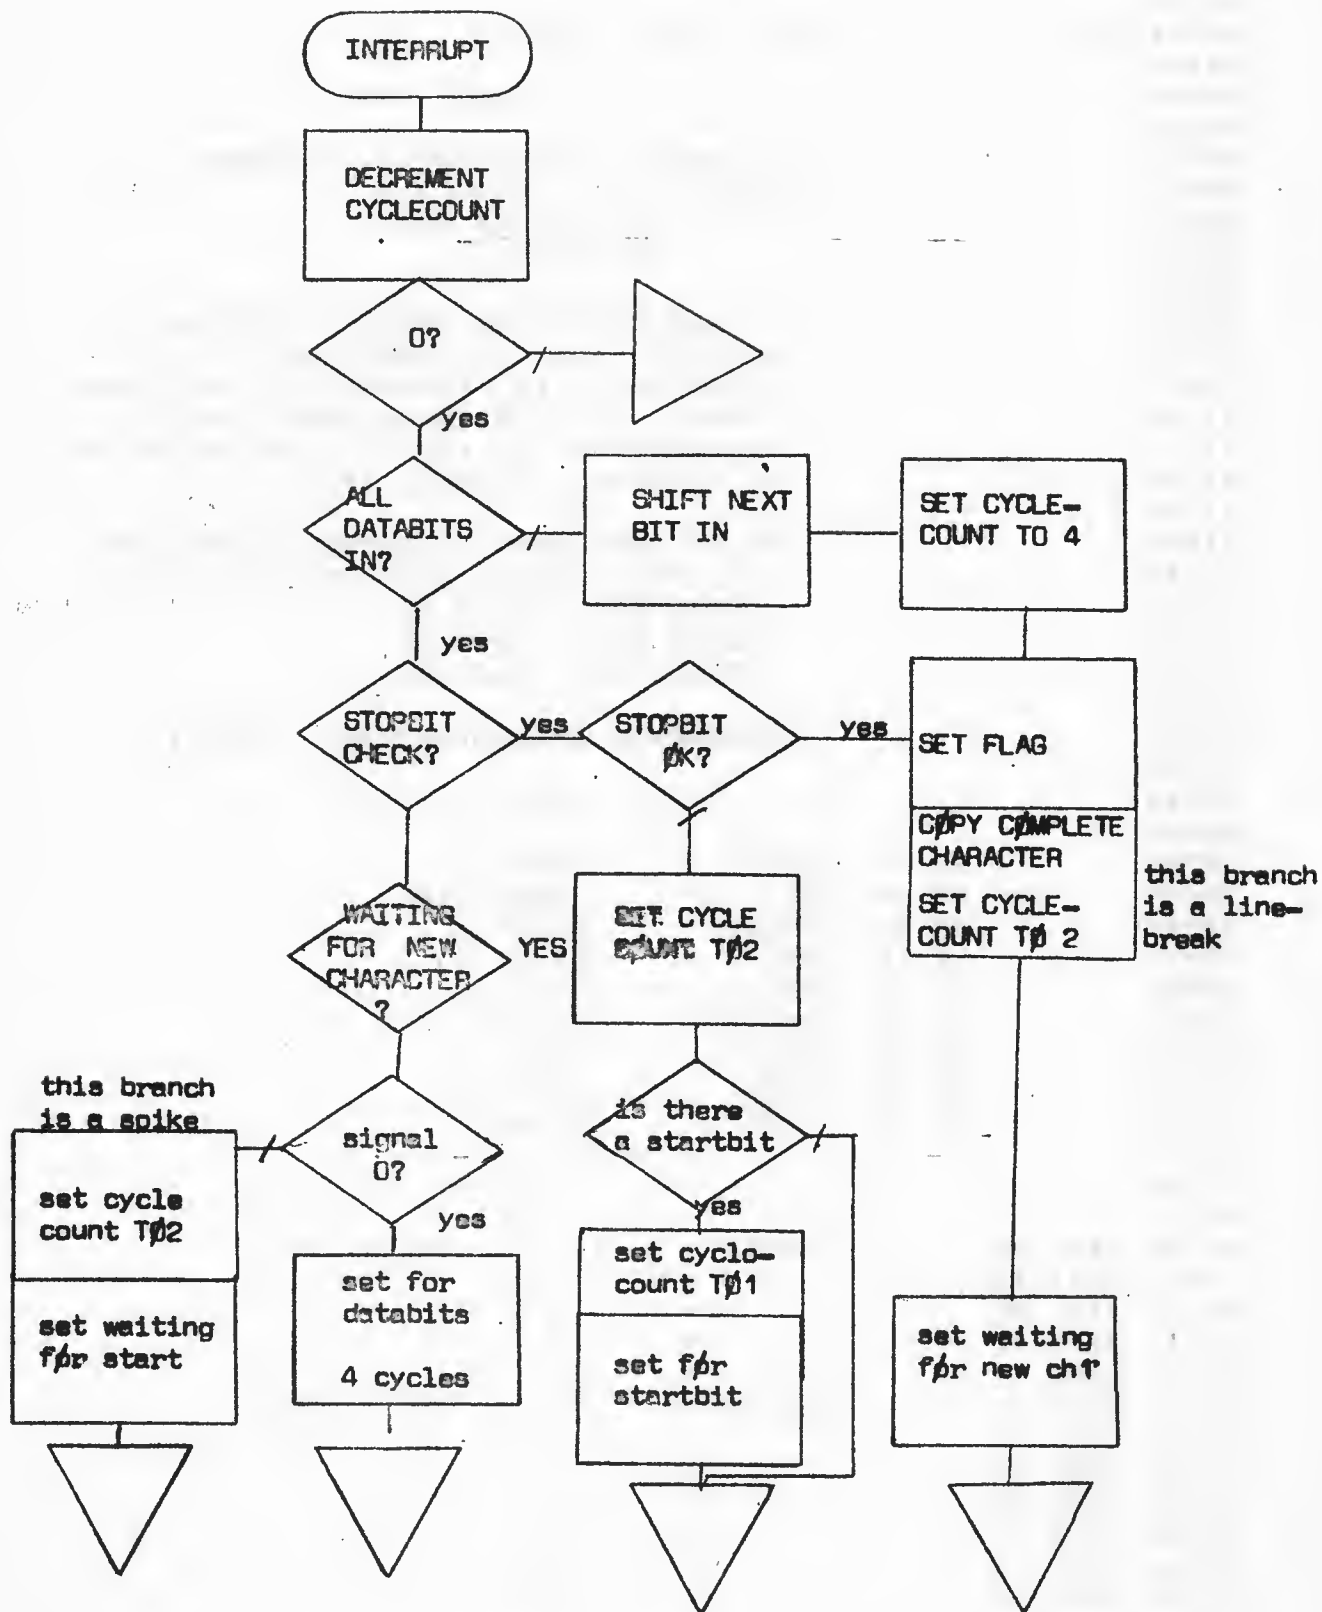 INTERRUPT
DECREMENT
CYCLECOUNT
0?
yes
ALL
DATABITS
IN?
SHIFT NEXT
BIT IN
SET CYCLE-
COUNT TO 4
yes
STOPBIT
CHECK?
yes
STOPBIT
ØK?
yes
SET FLAG
CØPY CØMPLETE
CHARACTER
SET CYCLE-
COUNT TØ 2
this branch
is a line-
break
WAITING
FOR NEW
CHARACTER
?
YES
SET CYCLE
CØUNT TØ2
this branch
is a spike
set cycle
count TØ2
set waiting
før start
signal
0?
yes
set for
databits
4 cycles
is there
a startbit
yes
set cyclo-
count TØ1
set før
startbit
set waiting
før new ch